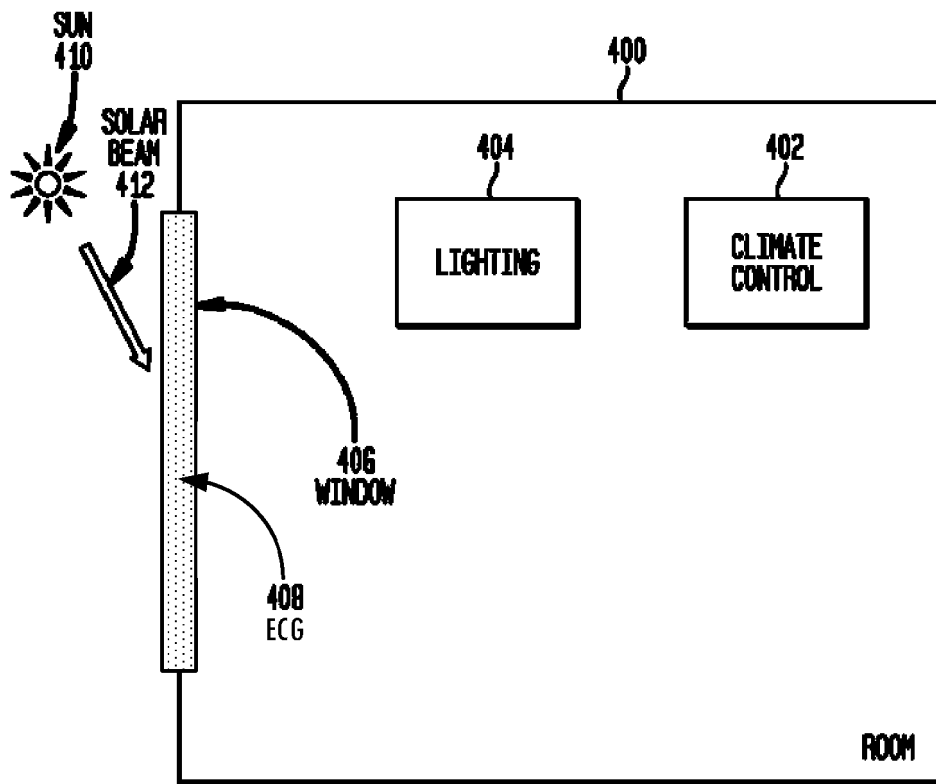 SUN
410
SOLAR
BEAM
412
400
404
402
LIGHTING
CLIMATE
CONTROL
406
WINDOW
408
ECG
ROOM